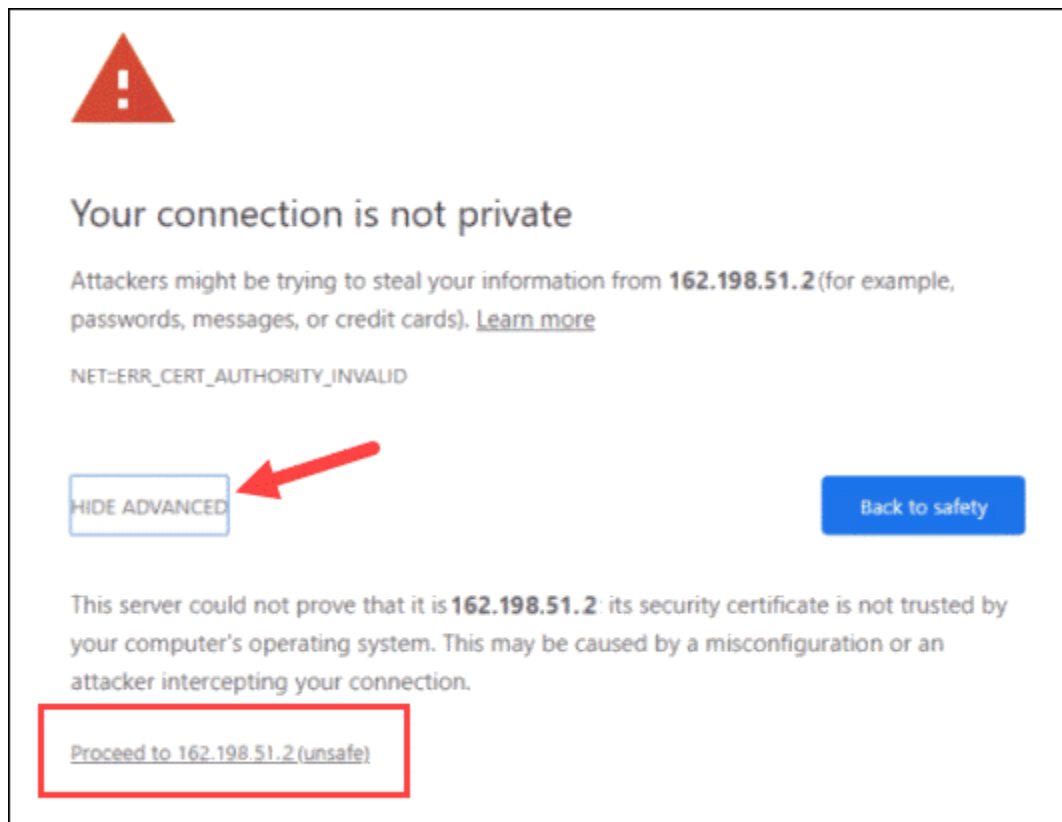 Your connection is not private
Attackers might be trying to steal your information from 162.198.51.2 (for example,
passwords, messages, or credit cards). Learn more
NET::ERR_CERT_AUTHORITY_INVALID
HIDE ADVANCED
Back to safety
This server could not prove that it is 162.198.51.2: its security certificate is not trusted by
your computer's operating system. This may be caused by a misconfiguration or an
attacker intercepting your connection.
Proceed to 162.198.51.2 (unsafe)